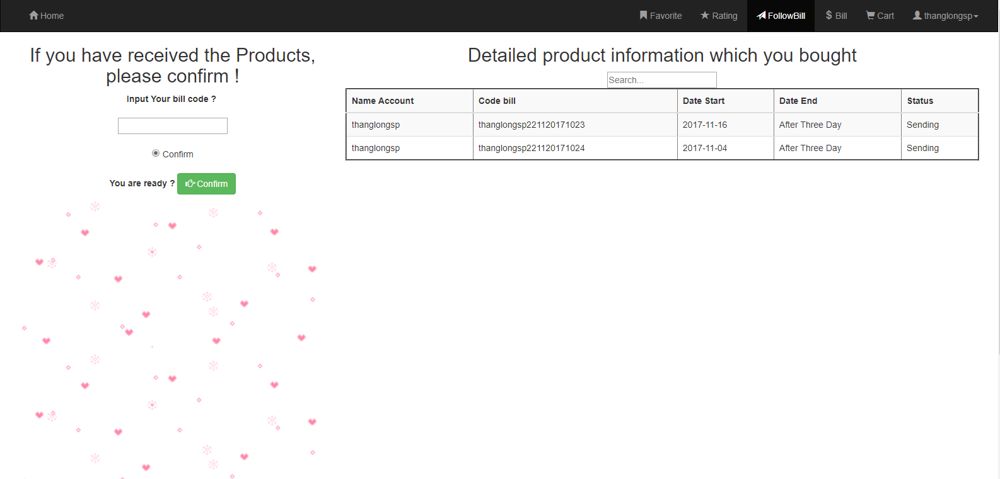 Home
Favorite
Rating
FollowBill
Bill
Cart
thanglongsp
If you have received the Products,
please confirm !
Input Your bill code ?
Confirm
You are ready ? Confirm
Detailed product information which you bought
Search...
Name Account Code bill Date Start Date End Status
thanglongsp thanglongsp221120171023 2017-11-16 After Three Day Sending
thanglongsp thanglongsp221120171024 2017-11-04 After Three Day Sending